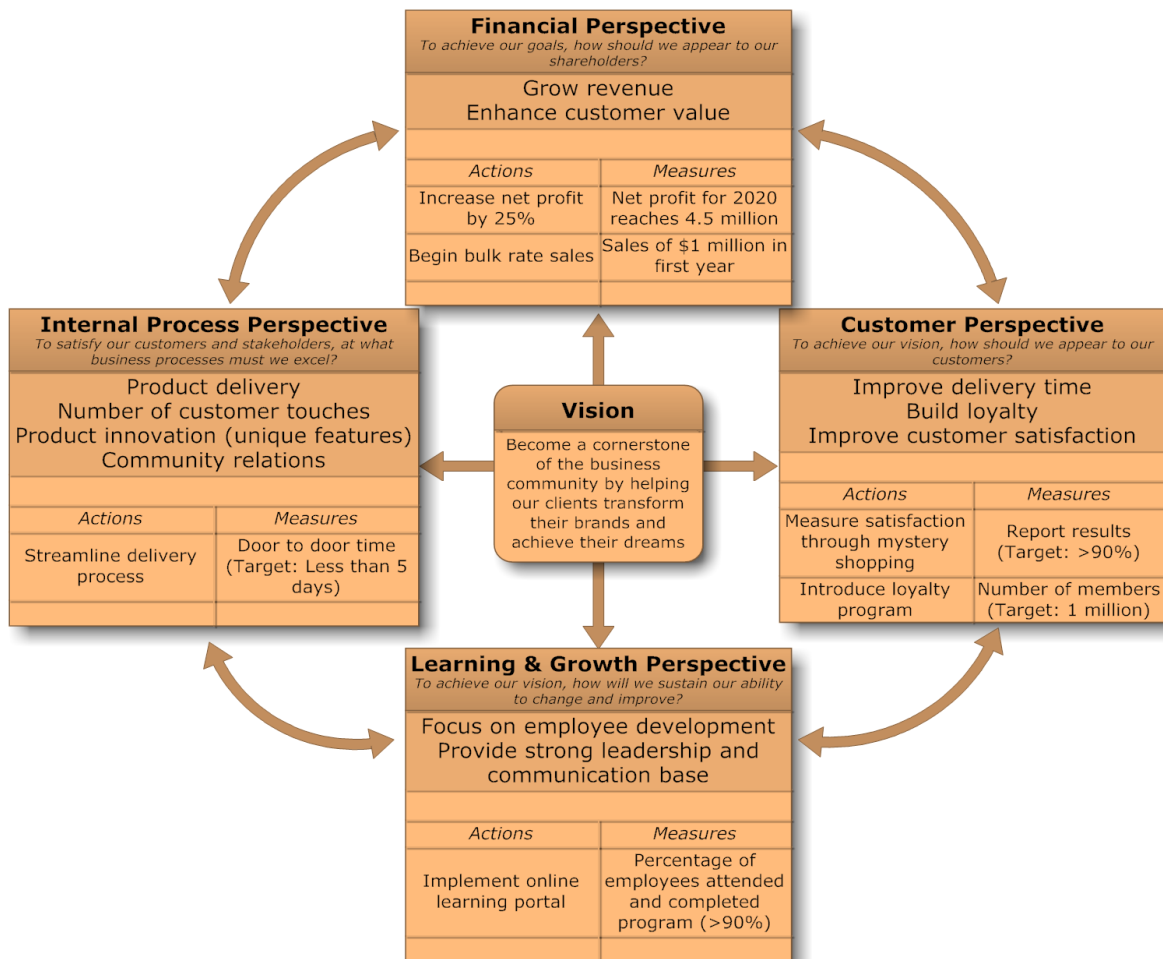 Financial Perspective
To achieve our goals, how should we appear to our
shareholders?
Grow revenue
Enhance customer value
Actions
Measures
Increase net profit
by 25%
Net profit for 2020
reaches 4.5 million
Begin bulk rate sales
Sales of $1 million in
first year
Internal Process Perspective
To satisfy our customers and stakeholders, at what
business processes must we excel?
Product delivery
Number of customer touches
Product innovation (unique features)
Community relations
Actions
Measures
Streamline delivery
process
Door to door time
(Target: Less than 5
days)
Vision
Become a cornerstone
of the business
community by helping
our clients transform
their brands and
achieve their dreams
Customer Perspective
To achieve our vision, how should we appear to our
customers?
Improve delivery time
Build loyalty
Improve customer satisfaction
Actions
Measures
Measure satisfaction
through mystery
shopping
Report results
(Target: >90%)
Introduce loyalty
program
Number of members
(Target: 1 million)
Learning & Growth Perspective
To achieve our vision, how will we sustain our ability
to change and improve?
Focus on employee development
Provide strong leadership and
communication base
Actions
Measures
Implement online
learning portal
Percentage of
employees attended
and completed
program (>90%)